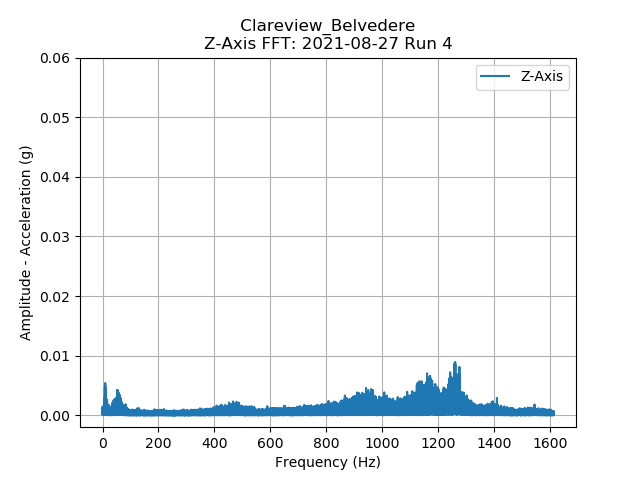 Clareview_Belvedere
Z-Axis FFT: 2021-08-27 Run 4
Z-Axis
0.06
0.05
0.04
0.03
0.02
0.01
0.00
Amplitude - Acceleration (g)
0 200 400 600 800 1000 1200 1400 1600
Frequency (Hz)